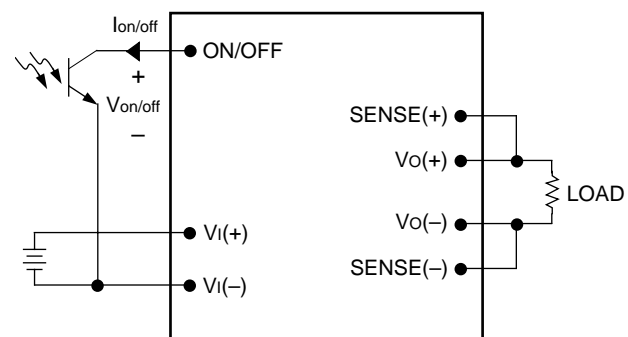 Ion/off
ON/OFF
+
Von/off
–
SENSE(+)
VO(+)
LOAD
VO(–)
VI(+)
SENSE(–)
VI(–)